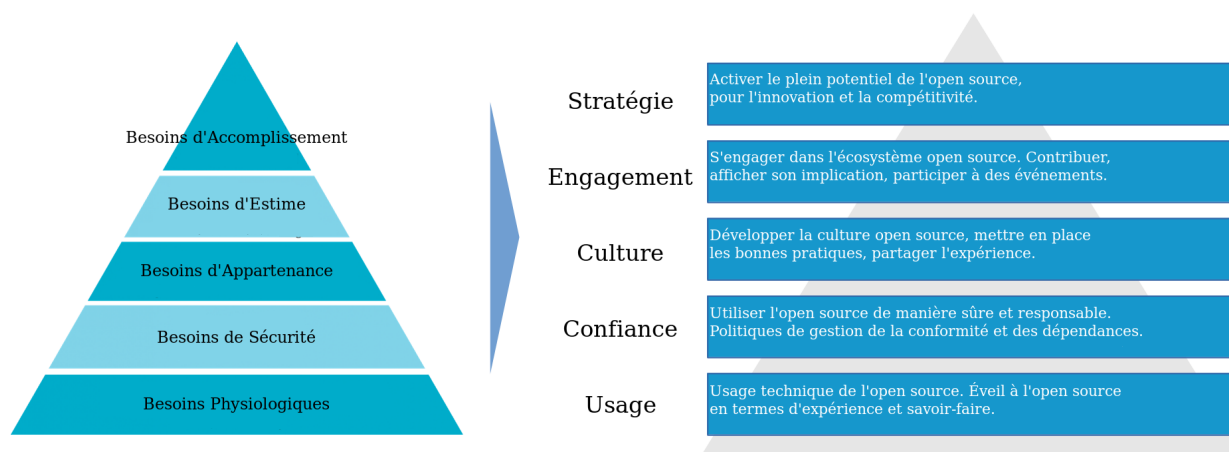 Besoins d'Accomplissement
Besoins d'Estime
Besoins d'Appartenance
Besoins de Sécurité
Besoins Physiologiques
Stratégie
Activer le plein potentiel de l'open source,
pour l'innovation et la compétitivité.
Engagement
S'engager dans l'écosystème open source. Contribuer,
afficher son implication, participer à des événements.
Culture
Développer la culture open source, mettre en place
les bonnes pratiques, partager l'expérience.
Confiance
Utiliser l'open source de manière sûre et responsable.
Politiques de gestion de la conformité et des dépendances.
Usage
Usage technique de l'open source. Éveil à l'open source
en termes d'expérience et savoir-faire.